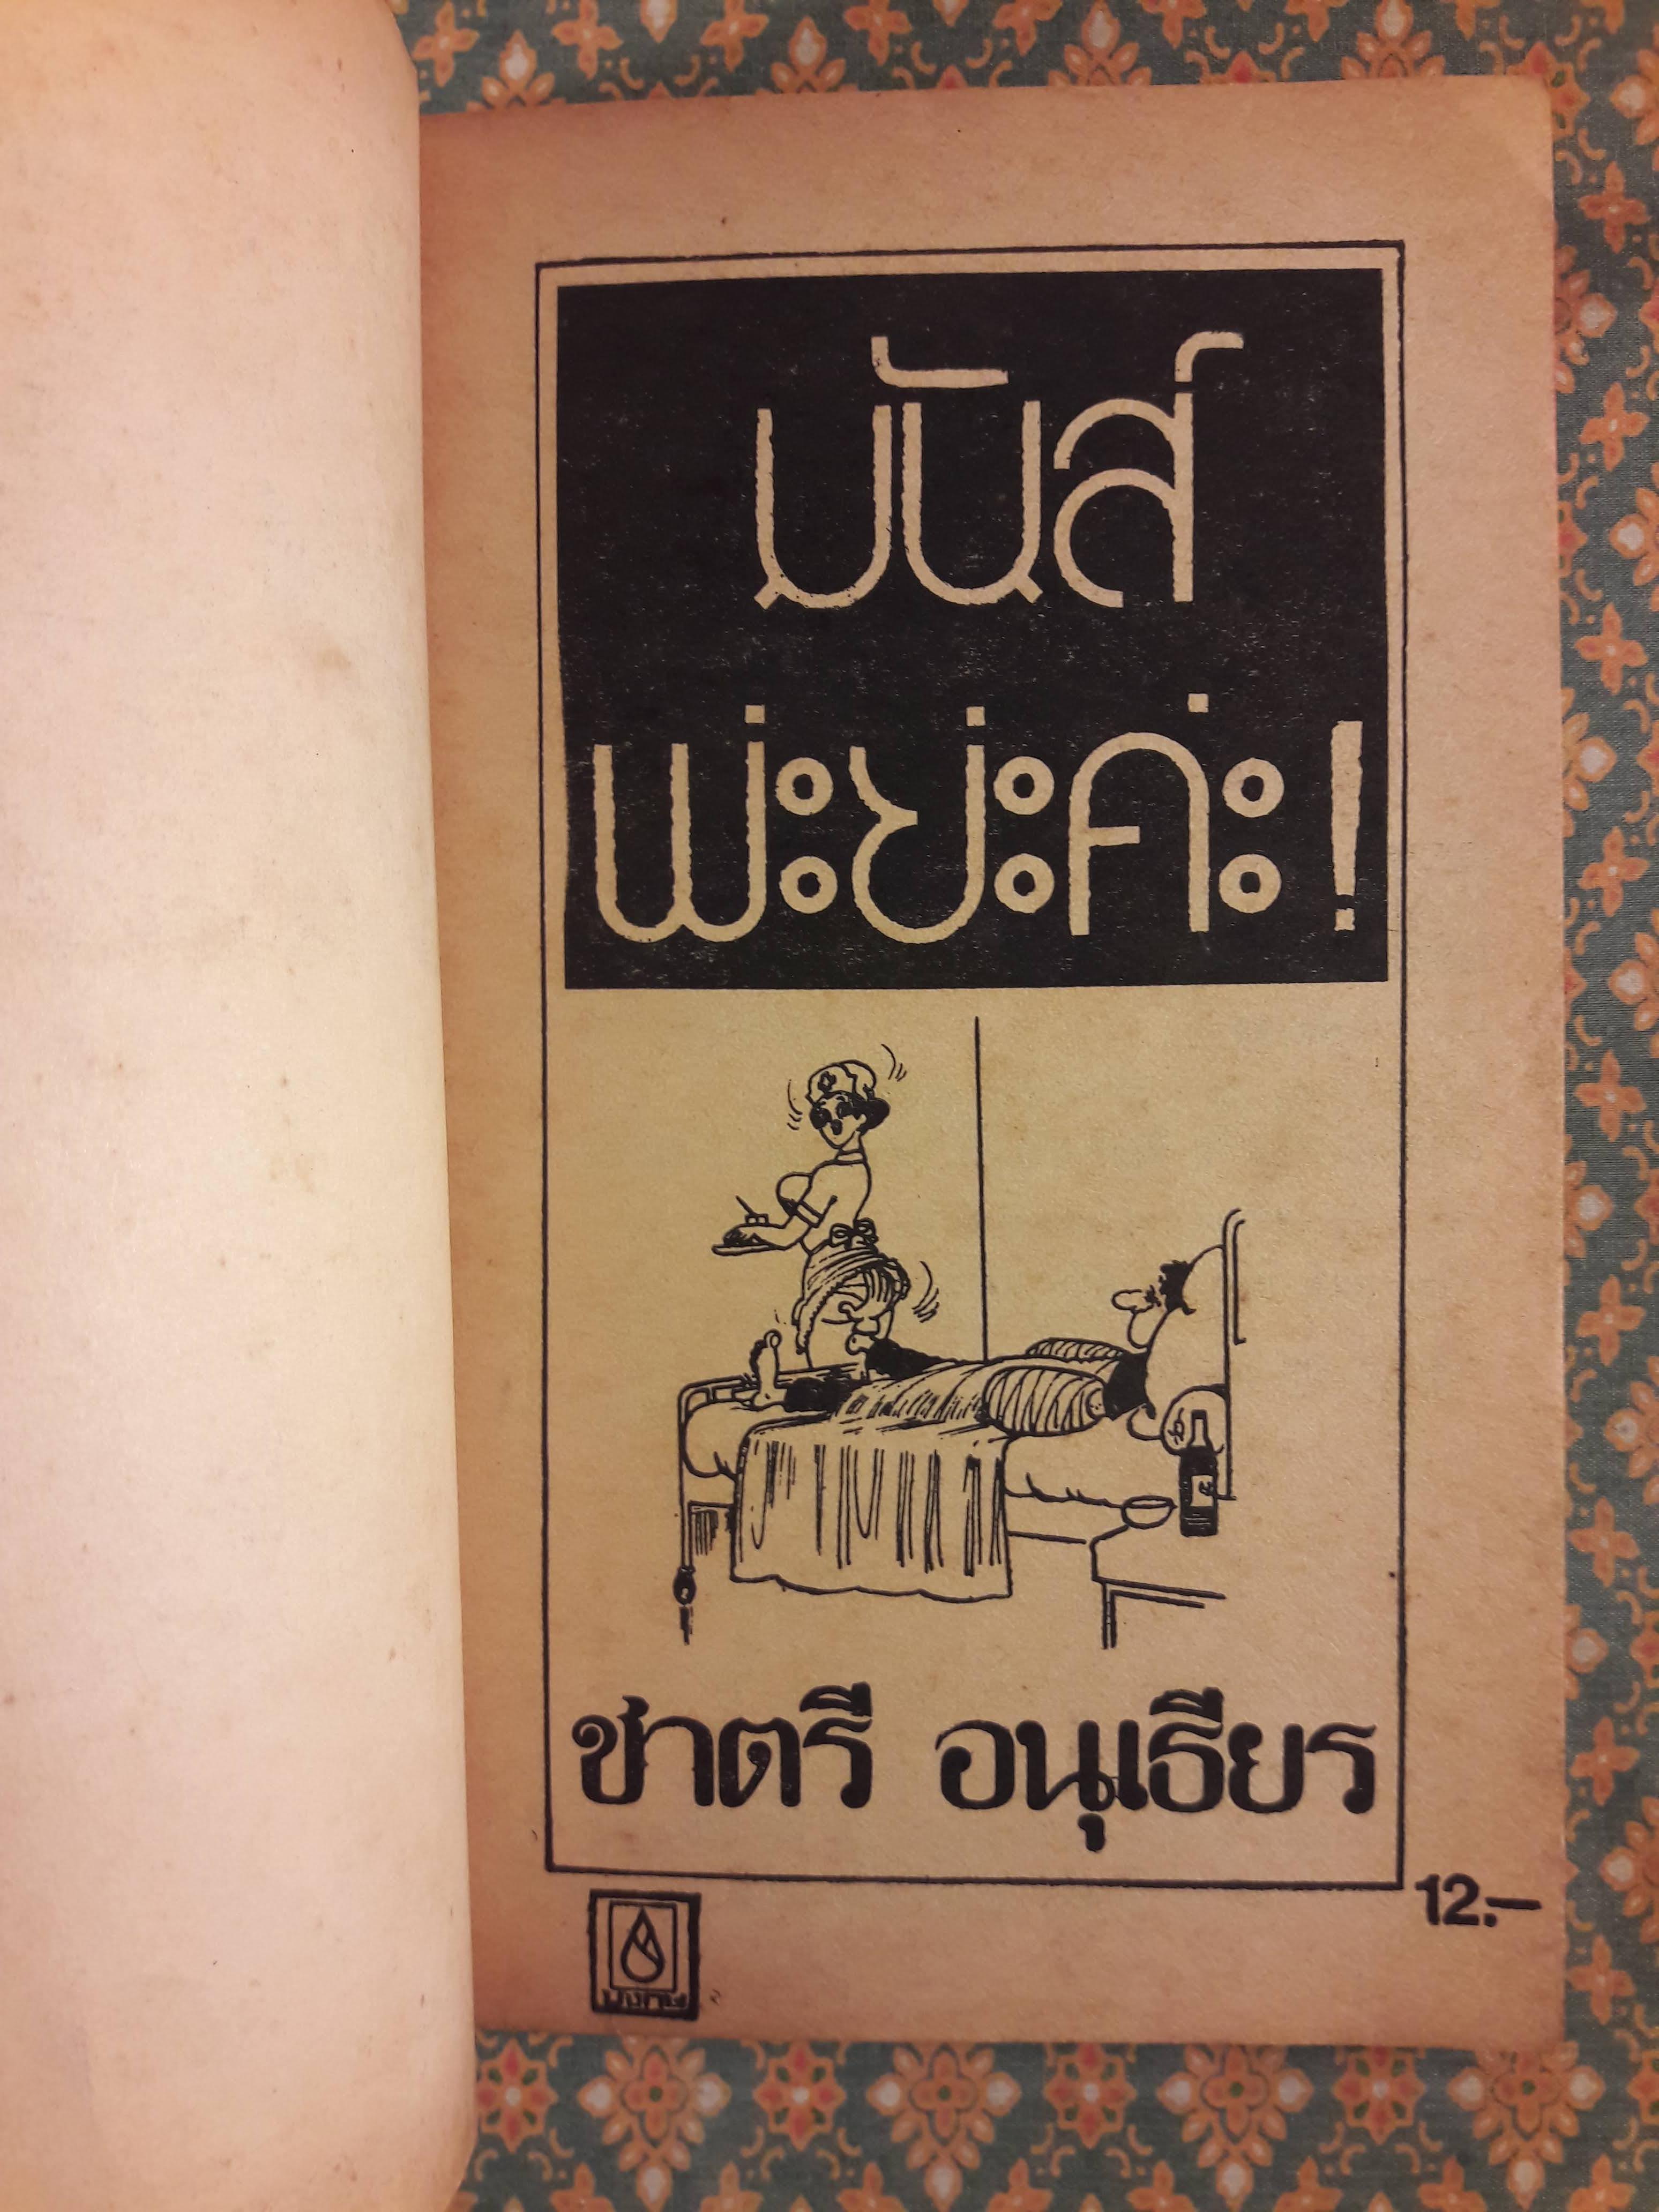 มันส์
พ่ะย่ะค่ะ!
ชาตรี อนุเธียร
12.-